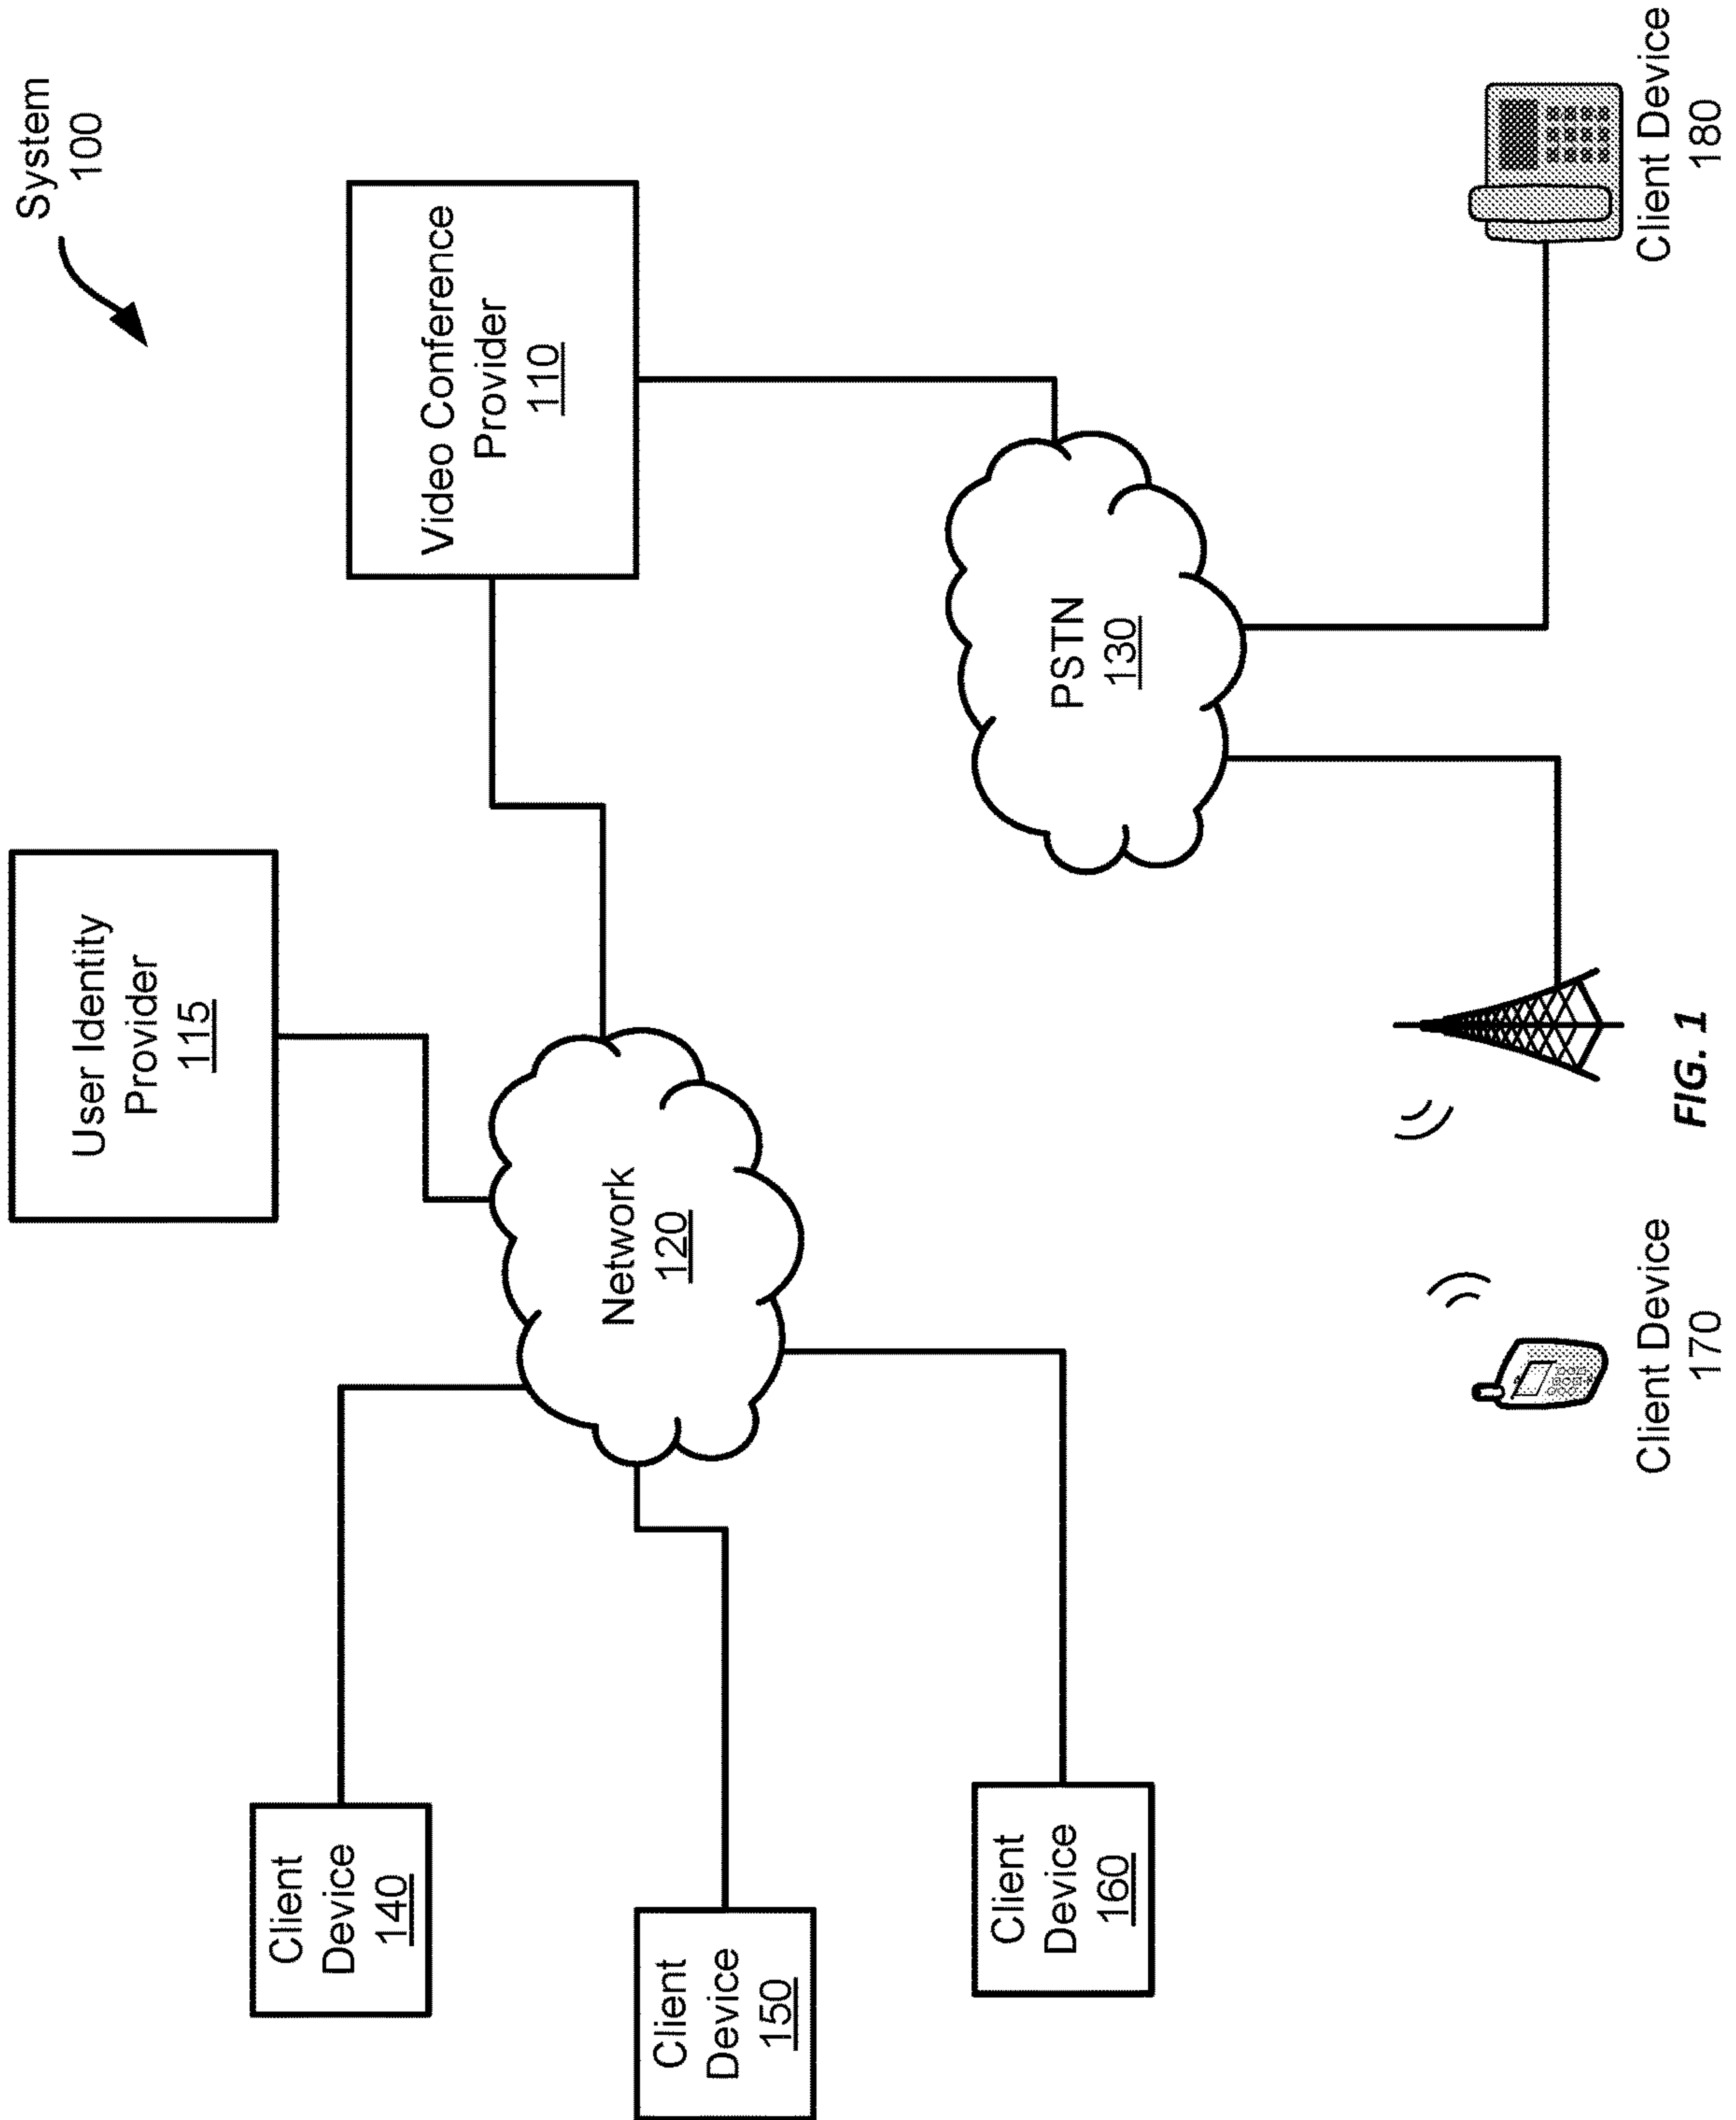 System
100
User Identity
Provider
115
Video Conference
Provider
110
Client
Device
140
Network
120
Client
Device
150
PSTN
130
Client
Device
160
Client Device
170
Client Device
180
FIG. 1